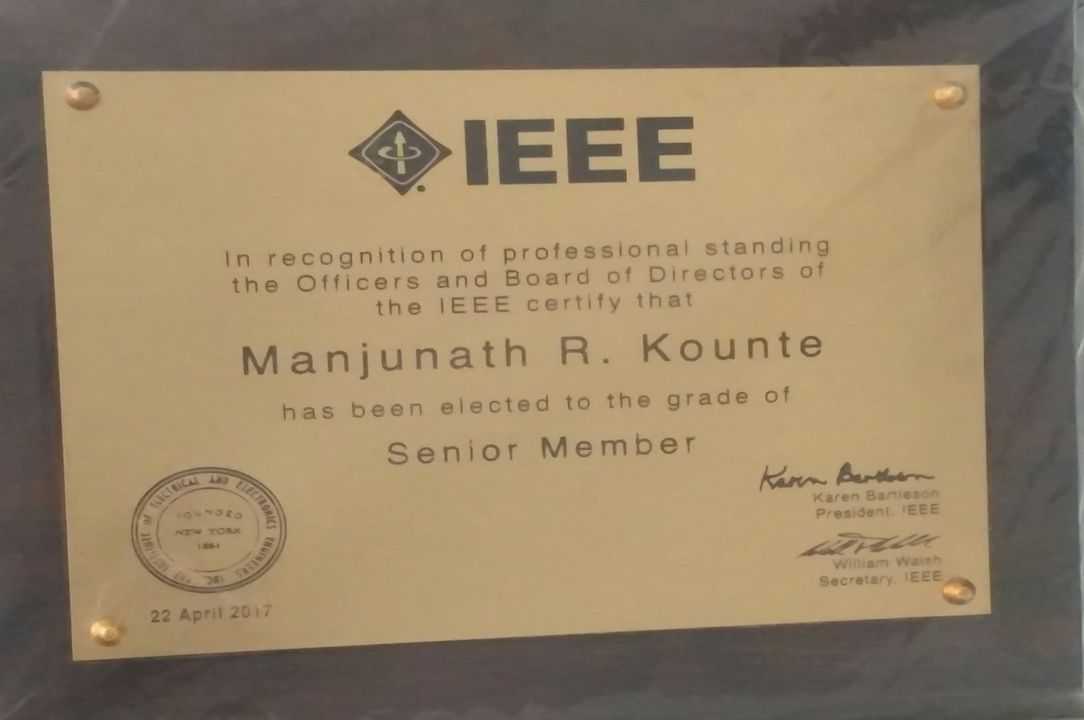 IEEE
In recognition of professional standing
the Officers and Board of Directors of
the IEEE certify that
Manjunath R. Kounte
has been elected to the grade of
Senior Member
Karen Bartleson
Karen Bartleson
President, IEEE
William Walsh
Secretary, IEEE
THE INSTITUTE of ELECTRICAL AND ELECTRONICS ENGINEERS INC.
FOUNDED
NEW YORK
1884
22 April 2017